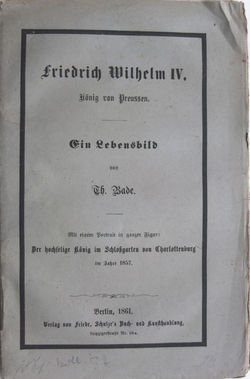 Friedrich Wilhelm IV.
König von Preussen.
Ein Lebensbild
von
Th. Bade.
Mit einem Portrait in ganzer Figur:
Der hochselige König im Schloßgarten von Charlottenburg
im Jahre 1857.
Berlin, 1861.
Verlag von Friedr. Schulze's Buch- und Kunsthandlung,